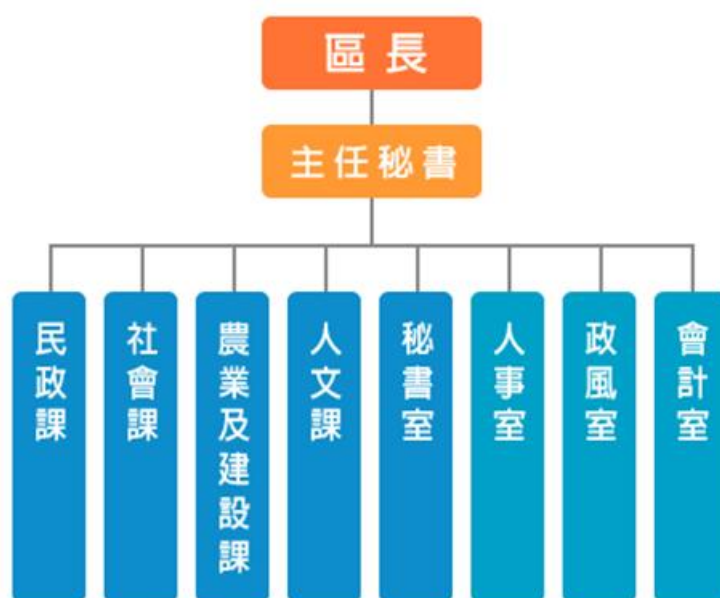 區長
主任秘書
民政課
社會課
農業及建設課
人文課
秘書室
人事室
政風室
會計室